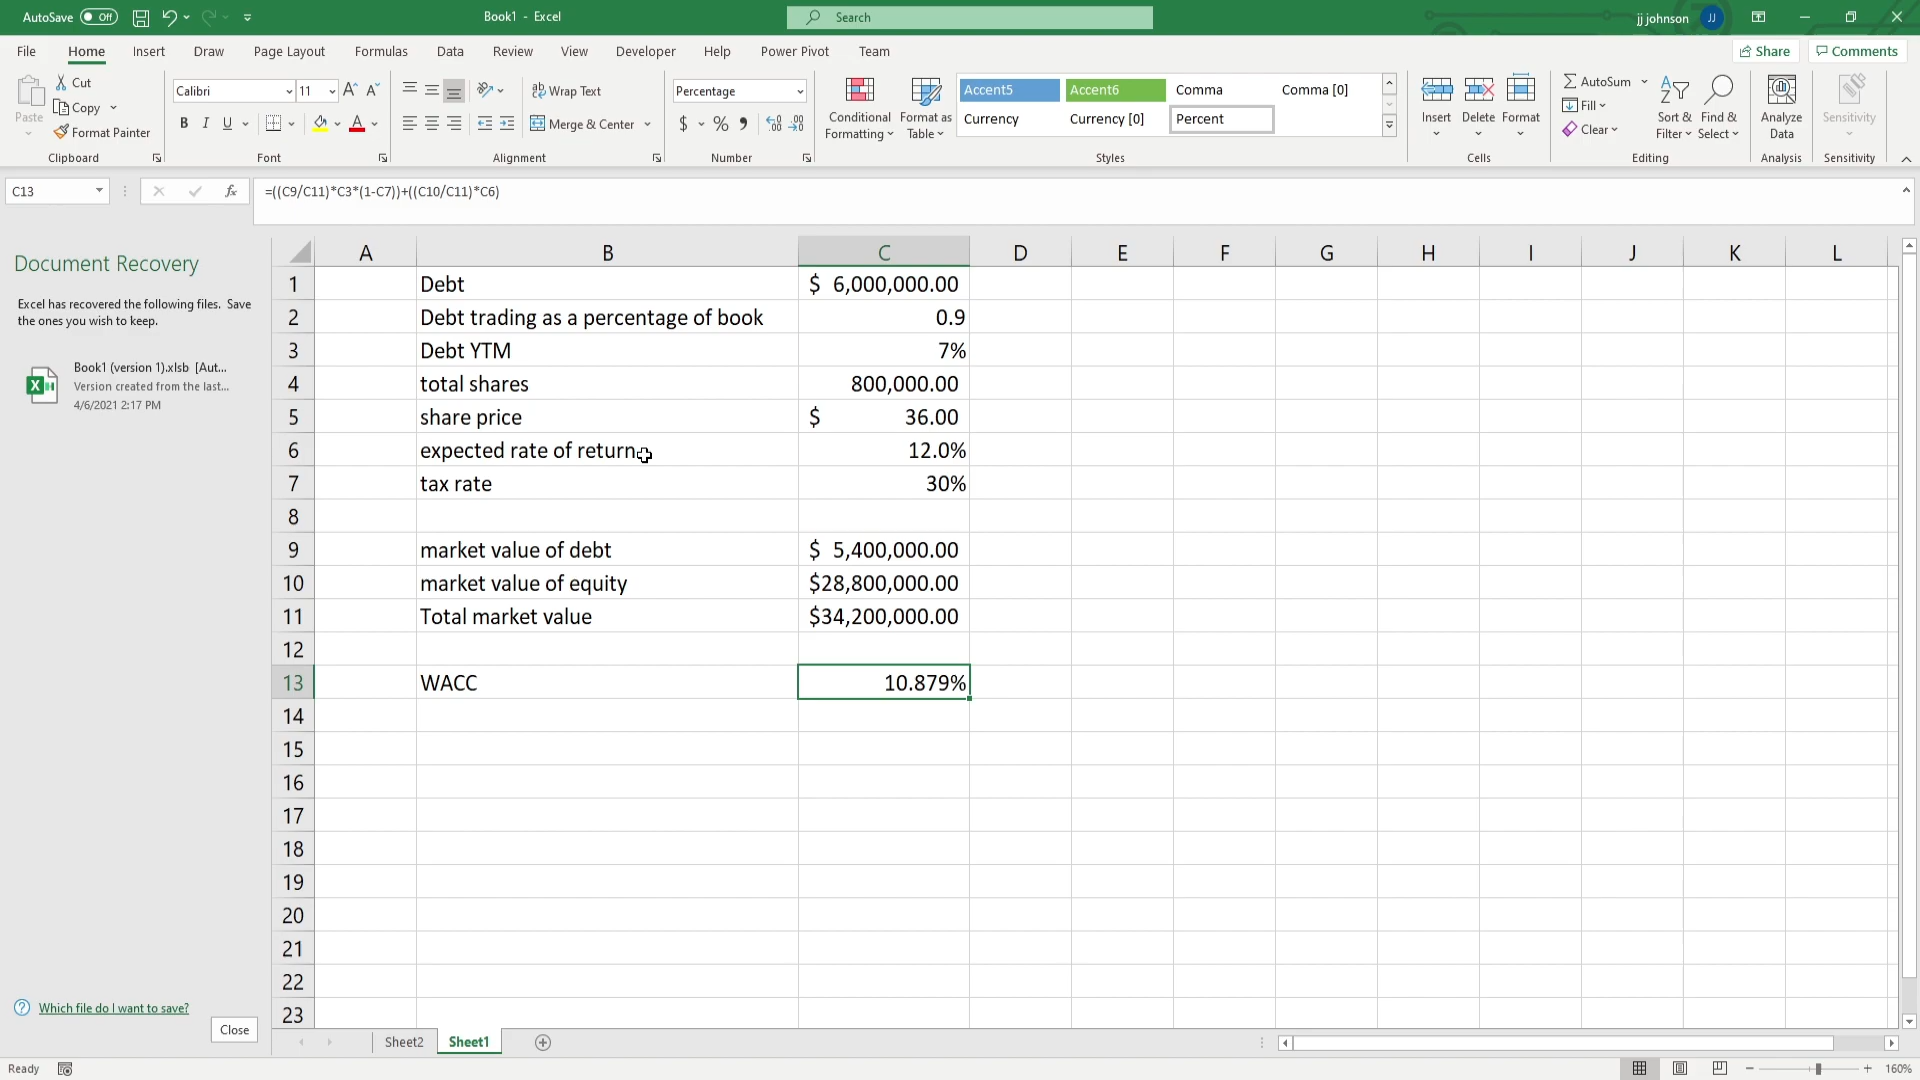 AutoSave Off Book1 - Excel Search jj johnson JJ
File Home Insert Draw Page Layout Formulas Data Review View Developer Help Power Pivot Team Share Comments
Paste
Cut
Copy
Format Painter
Clipboard
Calibri 11
B I U
Font
Wrap Text
Merge & Center
Alignment
Percentage
$ % 9
Number
Conditional
Formatting
Format as
Table
Accent5 Accent6 Comma Comma [0]
Currency Currency [0] Percent
Styles
Insert Delete Format
Cells
AutoSum
Fill
Clear
Sort &
Filter
Find &
Select
Editing
Analyze
Data
Analysis
Sensitivity
Sensitivity
C13 fx =((C9/C11)*C3*(1-C7))+((C10/C11)*C6)
Document Recovery
Excel has recovered the following files. Save
the ones you wish to keep.
Book1 (version 1).xlsb [Aut...
Version created from the last...
4/6/2021 2:17 PM
Which file do I want to save?
Close
A B C D E F G H I J K L
1 Debt $ 6,000,000.00
2 Debt trading as a percentage of book 0.9
3 Debt YTM 7%
4 total shares 800,000.00
5 share price $ 36.00
6 expected rate of return 12.0%
7 tax rate 30%
8
9 market value of debt $ 5,400,000.00
10 market value of equity $28,800,000.00
11 Total market value $34,200,000.00
12
13 WACC 10.879%
14
15
16
17
18
19
20
21
22
23
Sheet2 Sheet1
Ready 160%